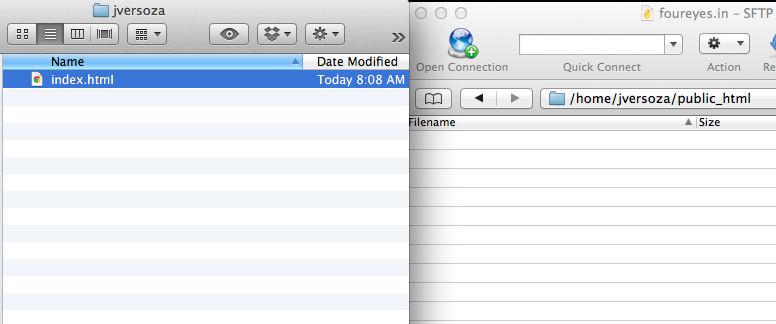 jversoza
Name Date Modified
index.html Today 8:08 AM
foureyes.in – SFTP
Open Connection Quick Connect Action
/home/jversoza/public_html
Filename Size